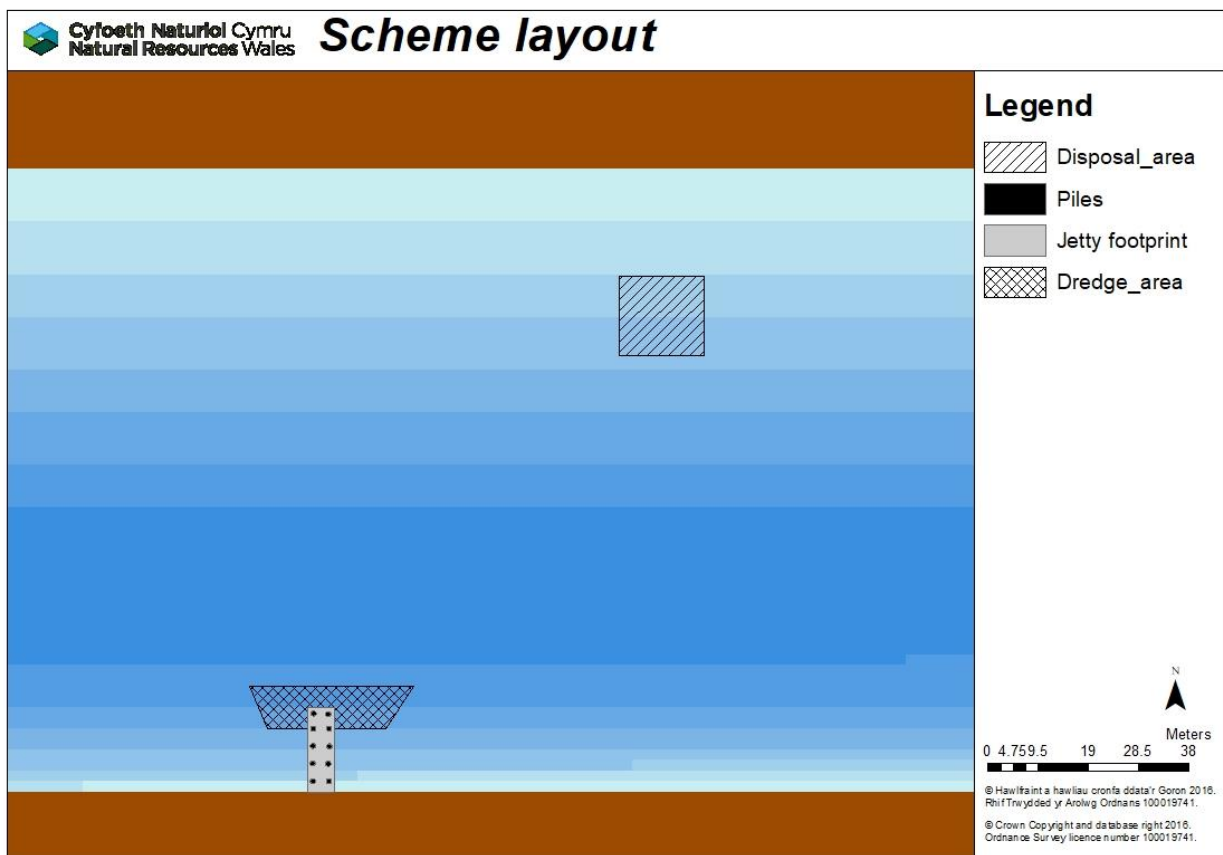 Cyfoeth Naturiol Cymru
Natural Resources Wales
Scheme layout
Legend
Disposal_area
Piles
Jetty footprint
Dredge_area
N
Meters
0 4.75 9.5 19 28.5 38
© Hawlfraint a hawliau cronfa ddata'r Goron 2016.
Rhif Trwydded yr Arolwg Ordnans 100019741.
© Crown Copyright and database right 2016.
Ordnance Survey licence number 100019741.